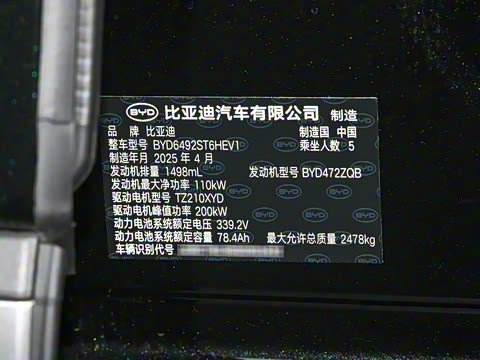 BYD 比亚迪汽车有限公司 制造
品 牌 比亚迪 制造国 中国
整车型号 BYD6492ST6HEV1 乘坐人数 5
制造年月 2025 年 4 月
发动机排量 1498mL 发动机型号 BYD472ZQB
发动机最大净功率 110kW
驱动电机型号 TZ210XYD
驱动电机峰值功率 200kW
动力电池系统额定电压 339.2V
动力电池系统额定容量 78.4Ah 最大允许总质量 2478kg
车辆识别代号